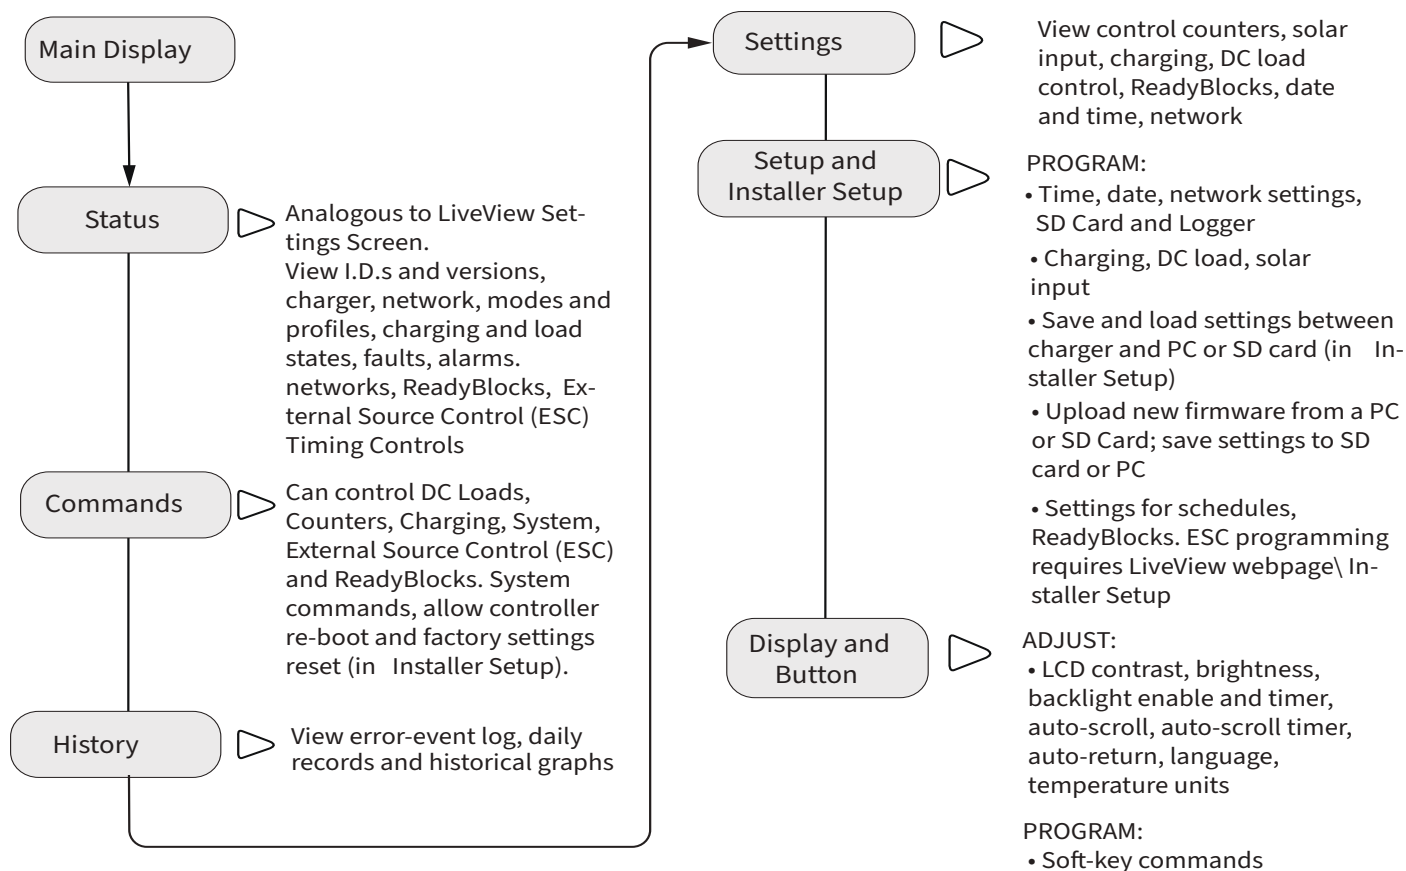 Main Display
Status
Analogous to LiveView Set-
tings Screen.
View I.D.s and versions,
charger, network, modes and
profiles, charging and load
states, faults, alarms.
networks, ReadyBlocks, Ex-
ternal Source Control (ESC)
Timing Controls
Commands
Can control DC Loads,
Counters, Charging, System,
External Source Control (ESC)
and ReadyBlocks. System
commands, allow controller
re-boot and factory settings
reset (in Installer Setup).
History
View error-event log, daily
records and historical graphs
Settings
View control counters, solar
input, charging, DC load
control, ReadyBlocks, date
and time, network
Setup and
Installer Setup
PROGRAM:
• Time, date, network settings,
SD Card and Logger
• Charging, DC load, solar
input
• Save and load settings between
charger and PC or SD card (in In-
staller Setup)
• Upload new firmware from a PC
or SD Card; save settings to SD
card or PC
• Settings for schedules,
ReadyBlocks. ESC programming
requires LiveView webpage\ In-
staller Setup
Display and
Button
ADJUST:
• LCD contrast, brightness,
backlight enable and timer,
auto-scroll, auto-scroll timer,
auto-return, language,
temperature units
PROGRAM:
• Soft-key commands